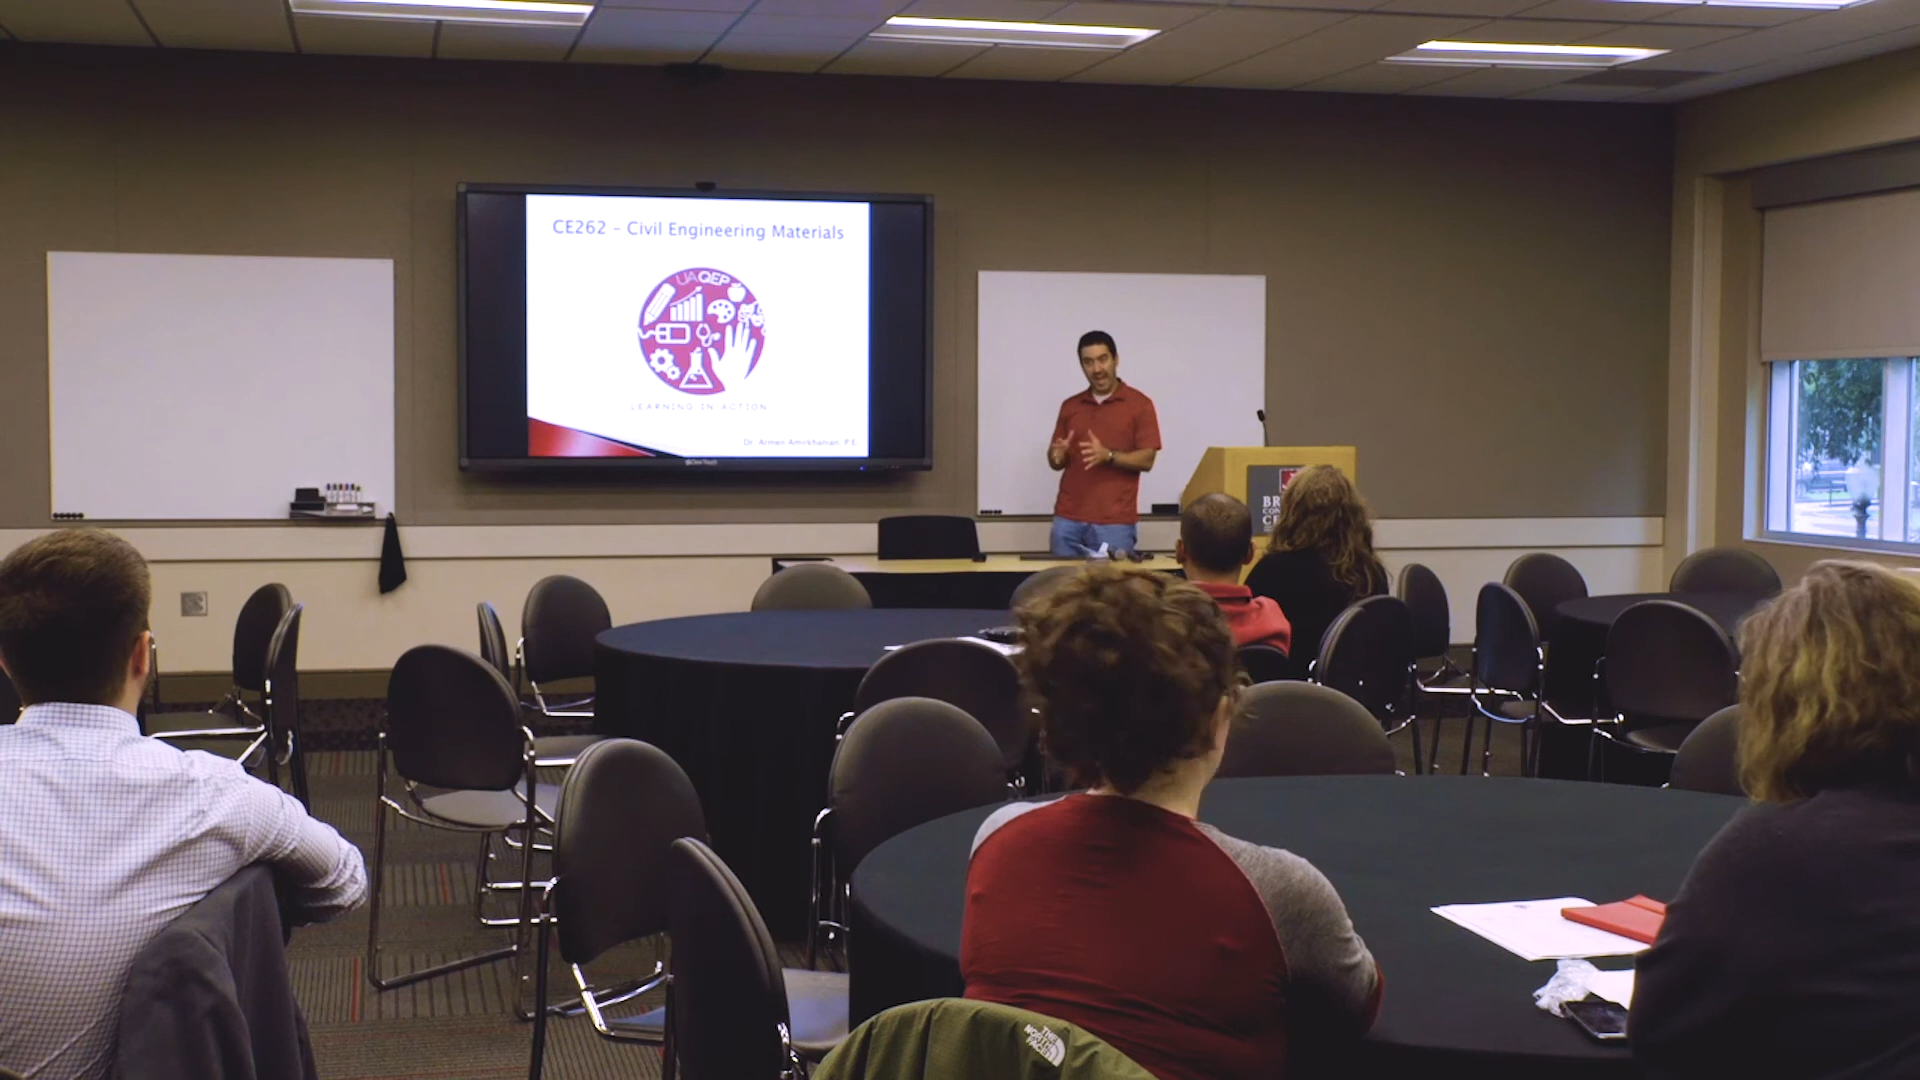 CE262 – Civil Engineering Materials
UAQEP
LEARNING IN ACTION
Dr. Armen Amirkhanian, P.E.
THE
NORTH
FACE